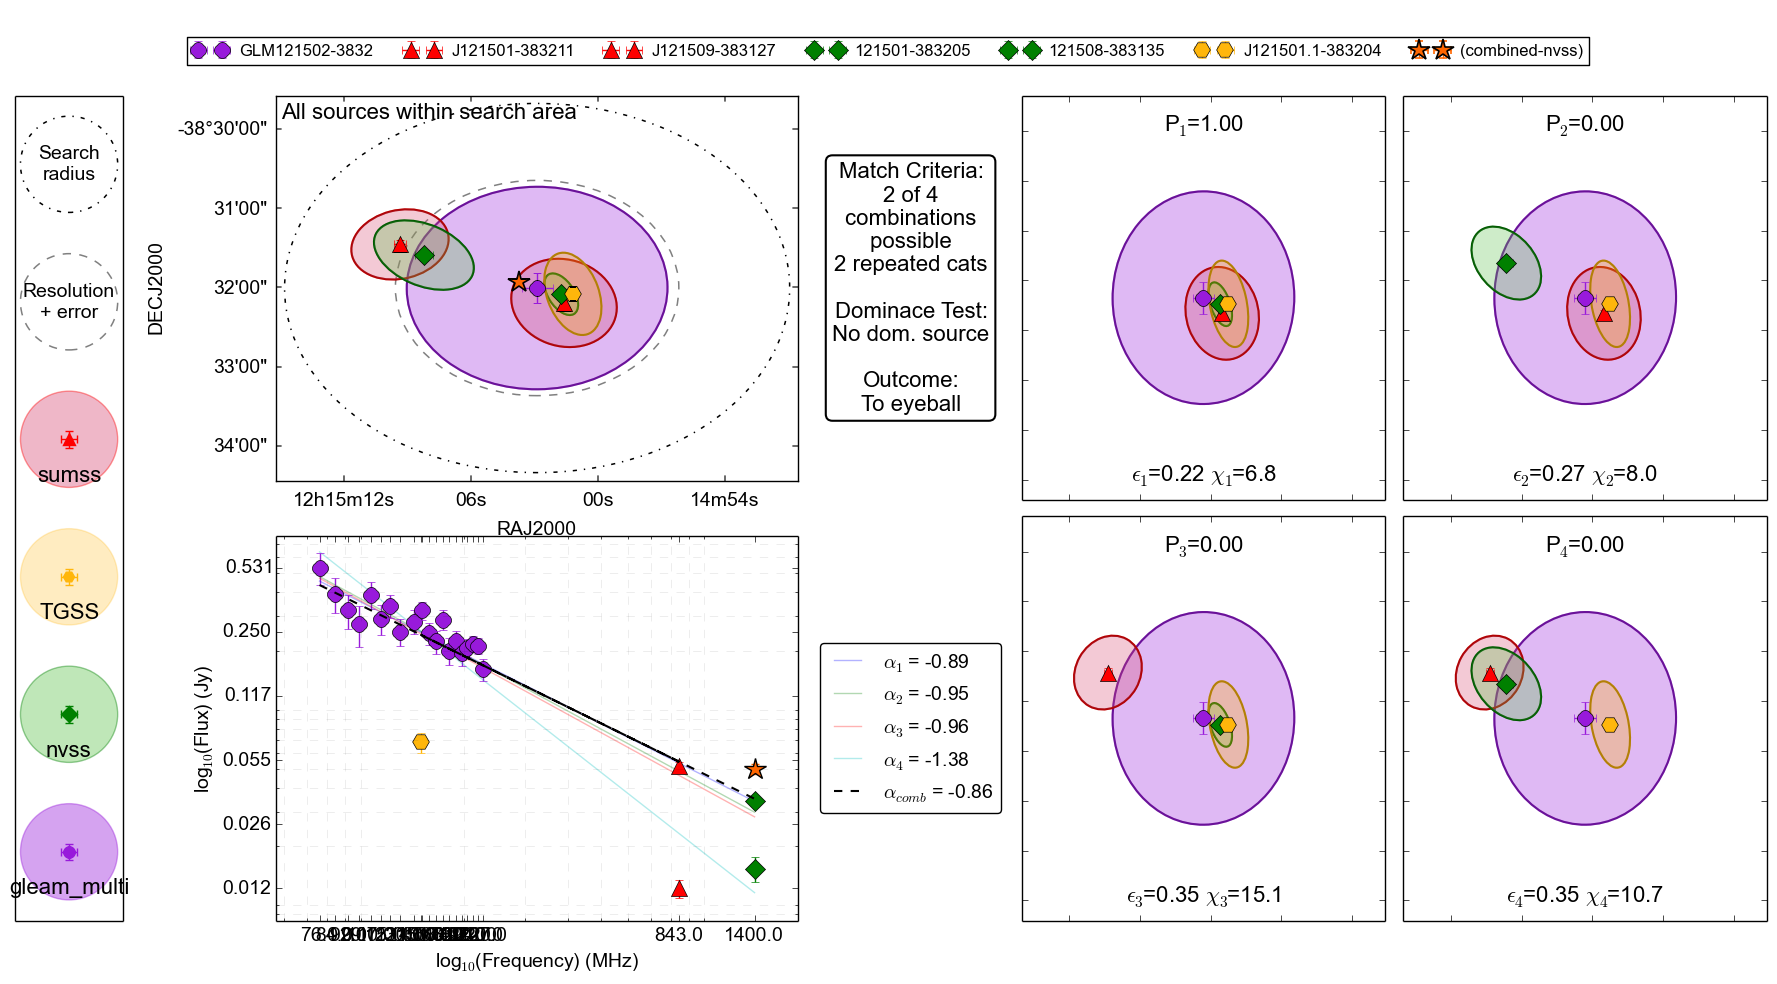 GLM121502-3832 J121501-383211 J121509-383127 121501-383205 121508-383135 J121501.1-383204 (combined-nvss)
Search
radius
Resolution
+ error
sumss
TGSS
nvss
gleam_multi
All sources within search area
DECJ2000
-38°30'00"
31'00"
32'00"
33'00"
34'00"
12h15m12s 06s 00s 14m54s
RAJ2000
Match Criteria:
2 of 4
combinations
possible
2 repeated cats
Dominace Test:
No dom. source
Outcome:
To eyeball
P1=1.00
ϵ1=0.22 χ1=6.8
P2=0.00
ϵ2=0.27 χ2=8.0
P3=0.00
ϵ3=0.35 χ3=15.1
P4=0.00
ϵ4=0.35 χ4=10.7
log10(Flux) (Jy)
0.531
0.250
0.117
0.055
0.026
0.012
843.0 1400.0
log10(Frequency) (MHz)
α1 = -0.89
α2 = -0.95
α3 = -0.96
α4 = -1.38
αcomb = -0.86